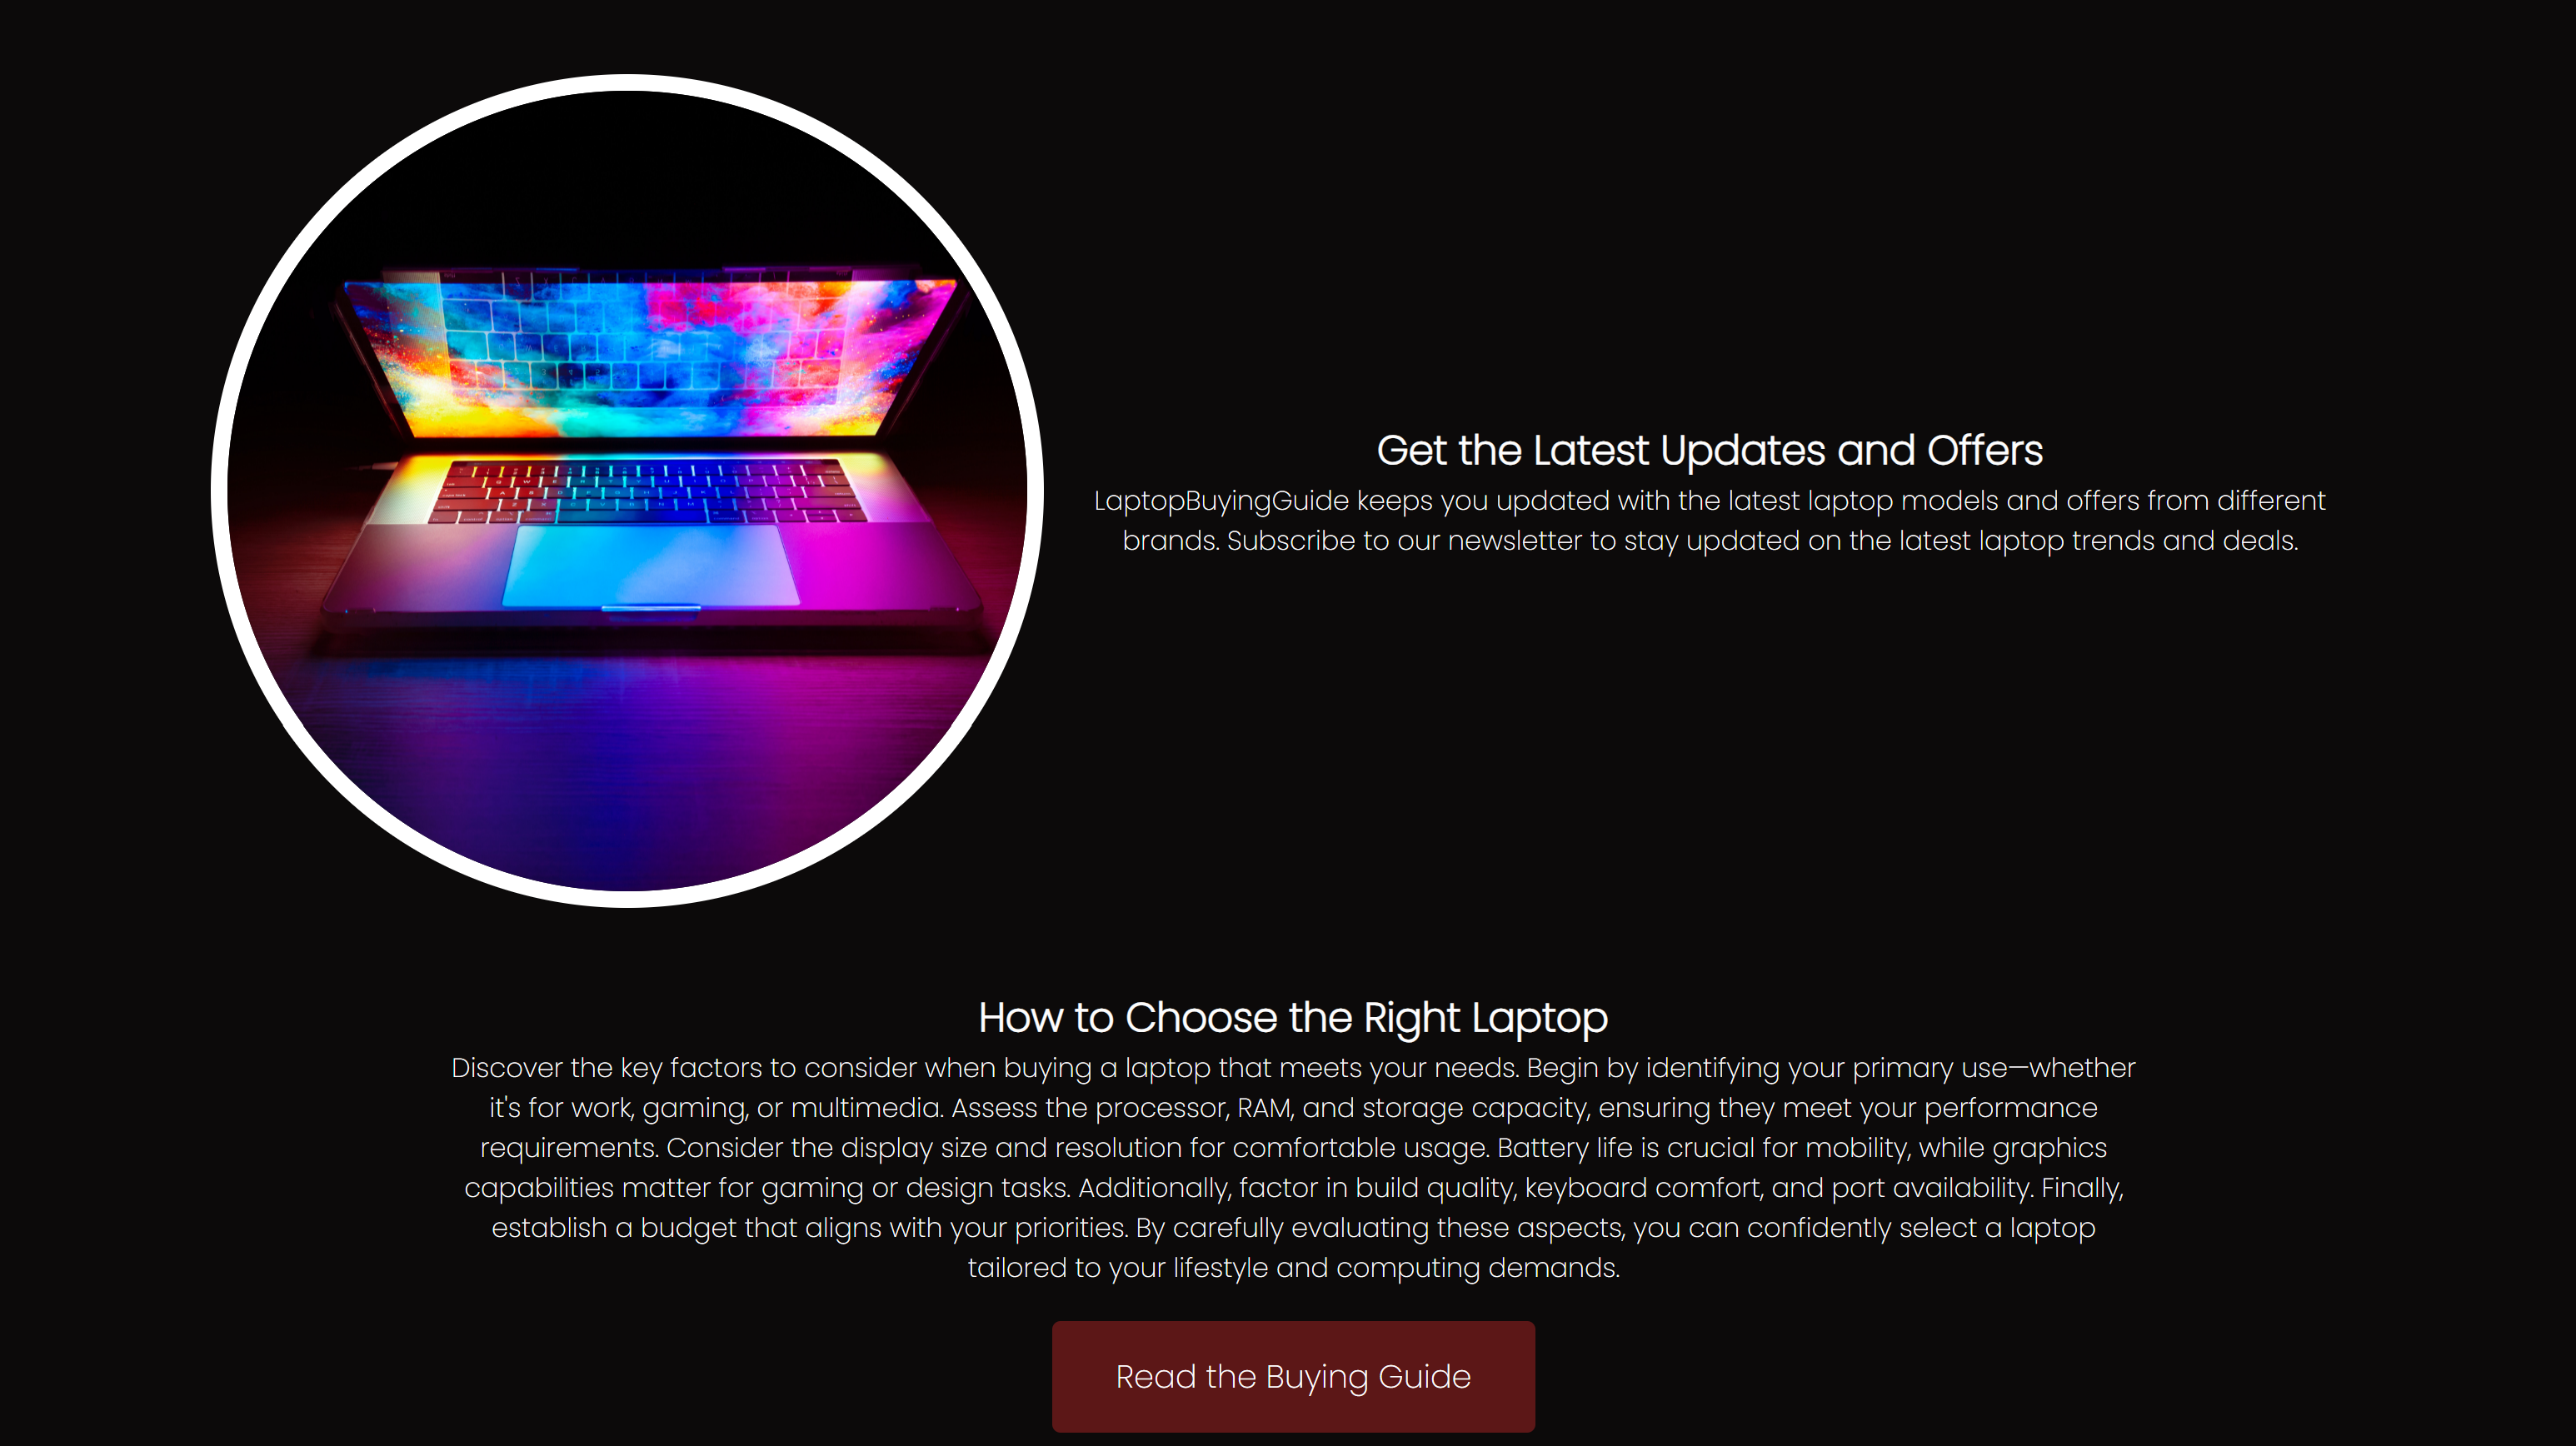 Get the Latest Updates and Offers
LaptopBuyingGuide keeps you updated with the latest laptop models and offers from different
brands. Subscribe to our newsletter to stay updated on the latest laptop trends and deals.
How to Choose the Right Laptop
Discover the key factors to consider when buying a laptop that meets your needs. Begin by identifying your primary use—whether
it's for work, gaming, or multimedia. Assess the processor, RAM, and storage capacity, ensuring they meet your performance
requirements. Consider the display size and resolution for comfortable usage. Battery life is crucial for mobility, while graphics
capabilities matter for gaming or design tasks. Additionally, factor in build quality, keyboard comfort, and port availability. Finally,
establish a budget that aligns with your priorities. By carefully evaluating these aspects, you can confidently select a laptop
tailored to your lifestyle and computing demands.
Read the Buying Guide